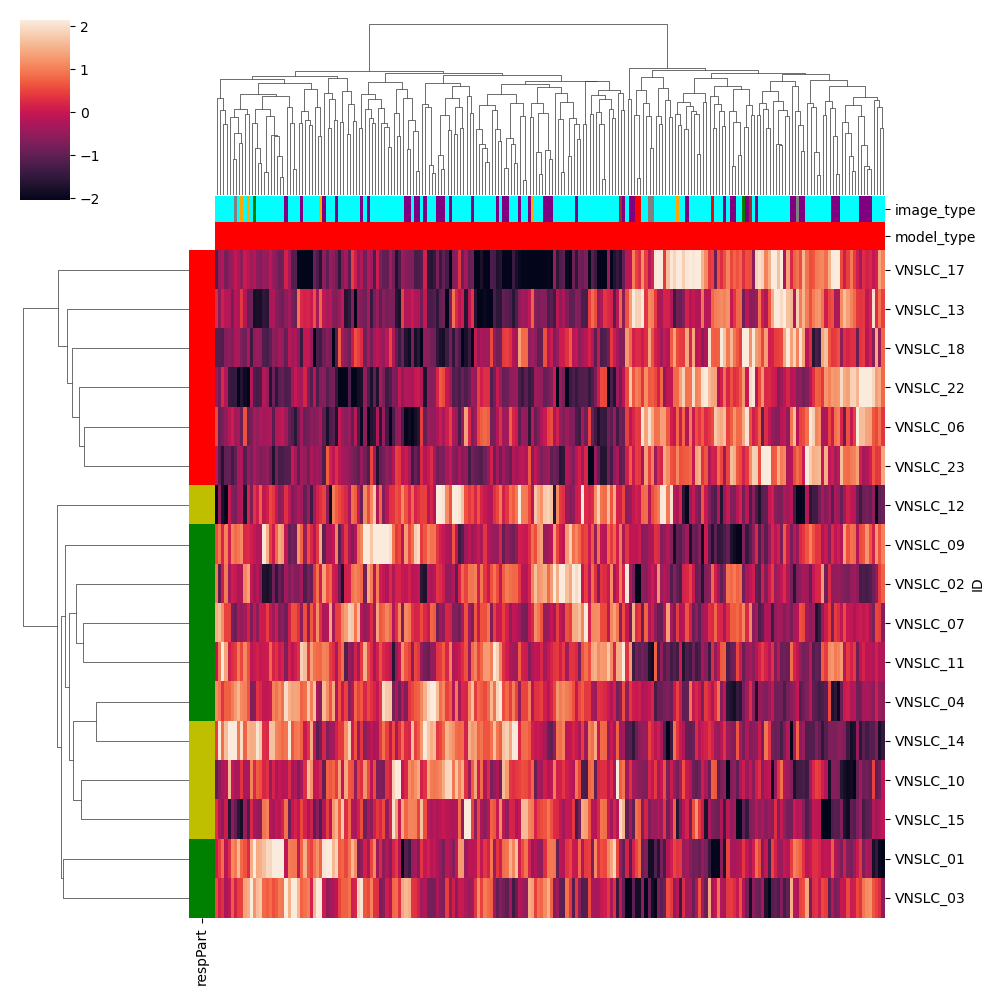 2
1
0
−1
−2
image_type
model_type
VNSLC_17
VNSLC_13
VNSLC_18
VNSLC_22
VNSLC_06
VNSLC_23
VNSLC_12
VNSLC_09
VNSLC_02
VNSLC_07
VNSLC_11
VNSLC_04
VNSLC_14
VNSLC_10
VNSLC_15
VNSLC_01
VNSLC_03
ID
respPart